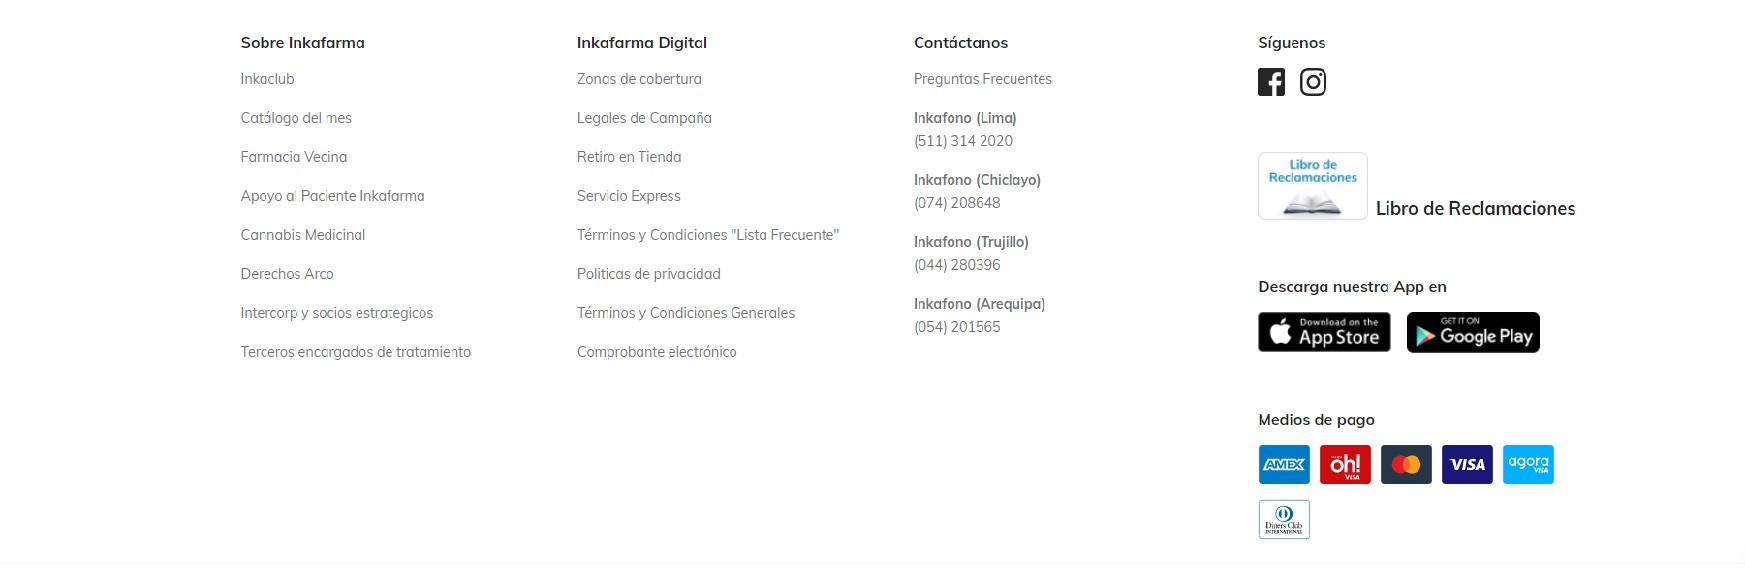 Sobre Inkafarma
Inkaclub
Catálogo del mes
Farmacia Vecina
Apoyo al Paciente Inkafarma
Cannabis Medicinal
Derechos Arco
Intercorp y socios estrategicos
Terceros encargados de tratamiento
Inkafarma Digital
Zonas de cobertura
Legales de Campaña
Retiro en Tienda
Servicio Express
Términos y Condiciones "Lista Frecuente"
Politicas de privacidad
Términos y Condiciones Generales
Comprobante electrónico
Contáctanos
Preguntas Frecuentes
Inkafono (Lima)
(511) 314 2020
Inkafono (Chiclayo)
(074) 208648
Inkafono (Trujillo)
(044) 280396
Inkafono (Arequipa)
(054) 201565
Síguenos
Libro de
Reclamaciones
Libro de Reclamaciones
Descarga nuestra App en
Download on the
App Store
GET IT ON
Google Play
Medios de pago
AMEX
oh!
VISA
VISA
agora
VISA
Diners Club
INTERNATIONAL